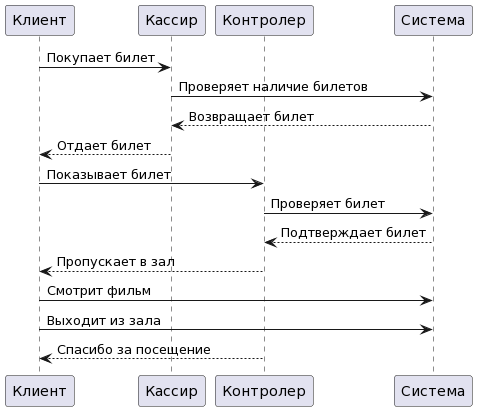 Клиент Кассир Контролер Система
Покупает билет
Проверяет наличие билетов
Возвращает билет
Отдает билет
Показывает билет
Проверяет билет
Подтверждает билет
Пропускает в зал
Смотрит фильм
Выходит из зала
Спасибо за посещение
Клиент Кассир Контролер Система